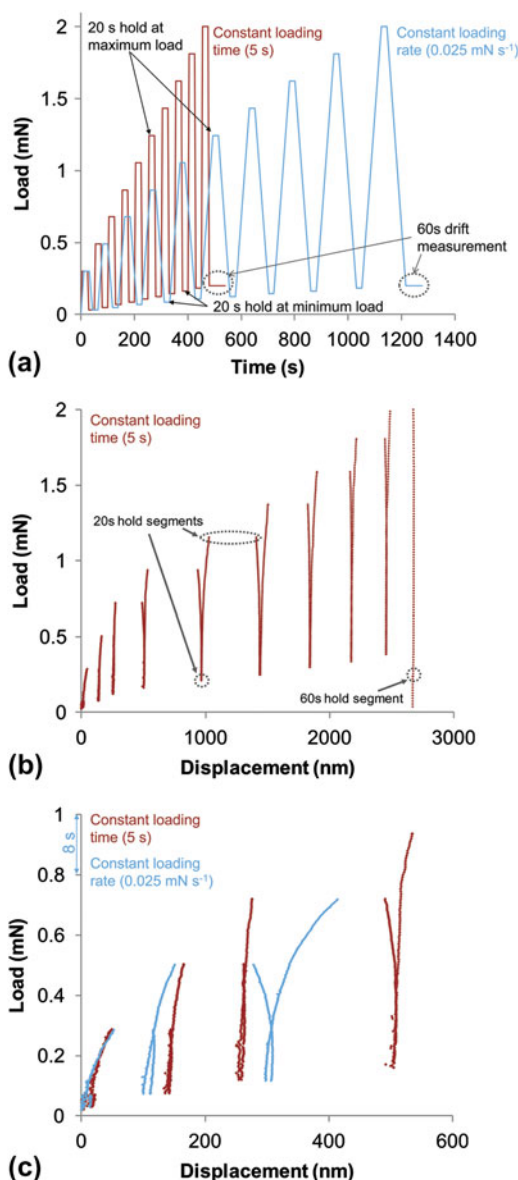 2
20 s hold at
maximum load
Constant loading
time (5 s)
Constant loading
rate (0.025 mN s⁻¹)
1.5
Load (mN)
1
60s drift
measurement
0.5
20 s hold at minimum load
0
0 200 400 600 800 1000 1200 1400
(a)
Time (s)
2
Constant loading
time (5 s)
1.5
Load (mN)
20s hold segments
1
0.5
60s hold segment
0
0 1000 2000 3000
(b)
Displacement (nm)
1
Constant loading
time (5 s)
8 s
Constant loading
rate (0.025 mN s⁻¹)
0.8
Load (mN)
0.6
0.4
0.2
0
0 200 400 600
(c)
Displacement (nm)